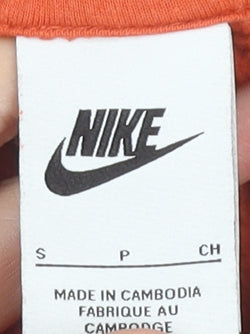 NIKE
S P CH
MADE IN CAMBODIA
FABRIQUE AU
CAMBODGE